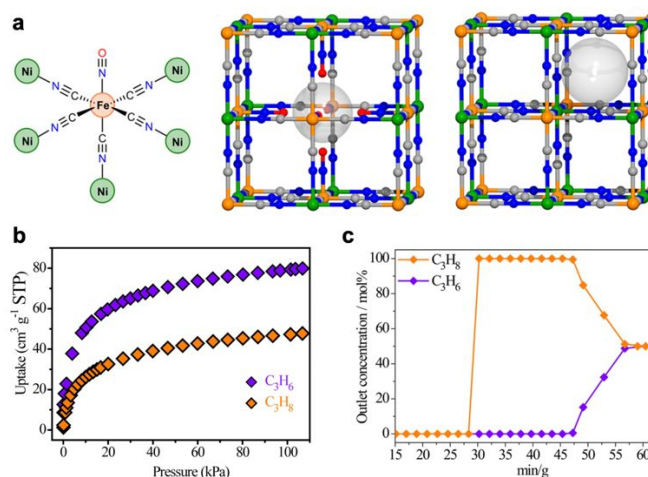 a
O
N
Ni
N
C
C
N
Ni
Fe
Ni
N
C
C
N
Ni
C
N
Ni
b
Uptake (cm³ g⁻¹ STP)
80
60
40
20
0
C₃H₆
C₃H₈
0 20 40 60 80 100
Pressure (kPa)
c
Outlet concentration / mol%
100
80
60
40
20
0
C₃H₈
C₃H₆
15 20 25 30 35 40 45 50 55 60
min/g